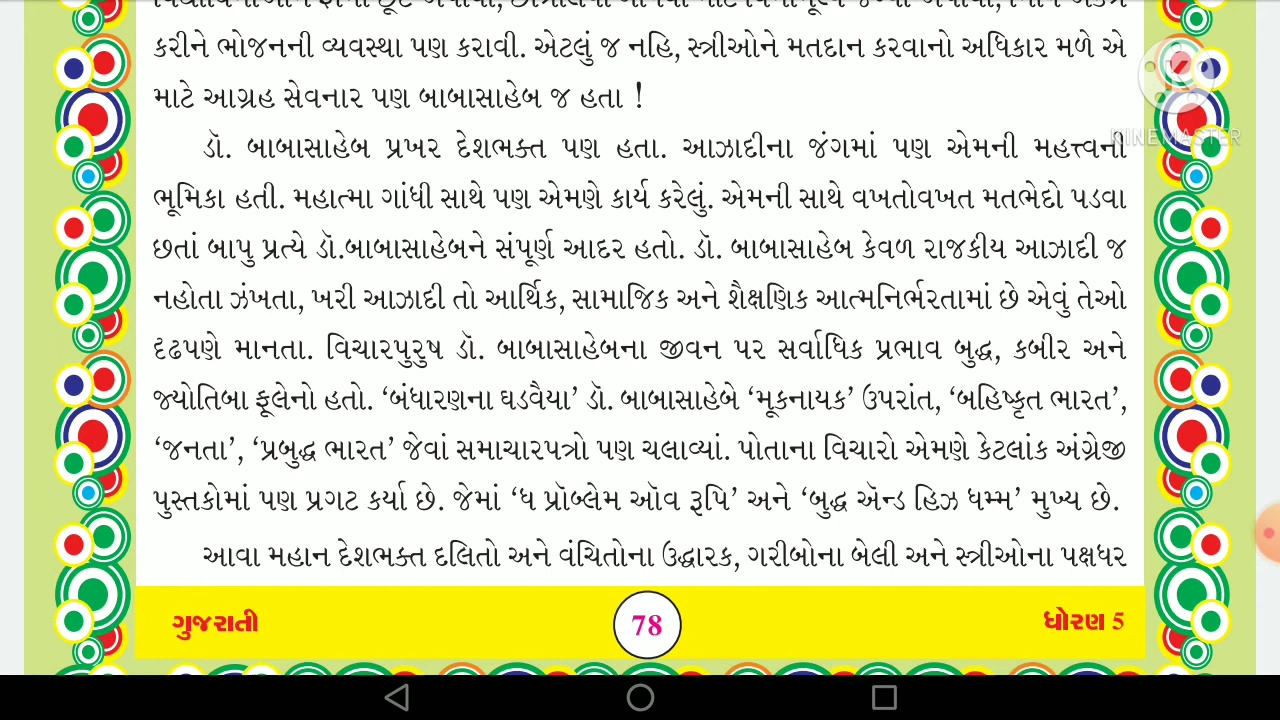 કરીને ભોજનની વ્યવસ્થા પણ કરાવી. એટલું જ નહિ, સ્ત્રીઓને મતદાન કરવાનો અધિકાર મળે એ
માટે આગ્રહ સેવનાર પણ બાબાસાહેબ જ હતા !
KINEMASTER
ડૉ. બાબાસાહેબ પ્રખર દેશભક્ત પણ હતા. આઝાદીના જંગમાં પણ એમની મહત્ત્વની
ભૂમિકા હતી. મહાત્મા ગાંધી સાથે પણ એમણે કાર્ય કરેલું. એમની સાથે વખતોવખત મતભેદો પડવા
છતાં બાપુ પ્રત્યે ડૉ.બાબાસાહેબને સંપૂર્ણ આદર હતો. ડૉ. બાબાસાહેબ કેવળ રાજકીય આઝાદી જ
નહોતા ઝંખતા, ખરી આઝાદી તો આર્થિક, સામાજિક અને શૈક્ષણિક આત્મનિર્ભરતામાં છે એવું તેઓ
દૃઢપણે માનતા. વિચારપુરુષ ડૉ. બાબાસાહેબના જીવન પર સર્વાધિક પ્રભાવ બુદ્ધ, કબીર અને
જ્યોતિબા ફૂલેનો હતો. ‘બંધારણના ઘડવૈયા’ ડૉ. બાબાસાહેબે ‘મૂકનાયક’ ઉપરાંત, ‘બહિષ્કૃત ભારત’,
‘જનતા’, ‘પ્રબુદ્ધ ભારત’ જેવાં સમાચારપત્રો પણ ચલાવ્યાં. પોતાના વિચારો એમણે કેટલાંક અંગ્રેજી
પુસ્તકોમાં પણ પ્રગટ કર્યા છે. જેમાં ‘ધ પ્રૉબ્લેમ ઑવ રૂપિ’ અને ‘બુદ્ધ ઍન્ડ હિઝ ધમ્મ’ મુખ્ય છે.
આવા મહાન દેશભક્ત દલિતો અને વંચિતોના ઉદ્ધારક, ગરીબોના બેલી અને સ્ત્રીઓના પક્ષધર
ગુજરાતી 78 ધોરણ 5